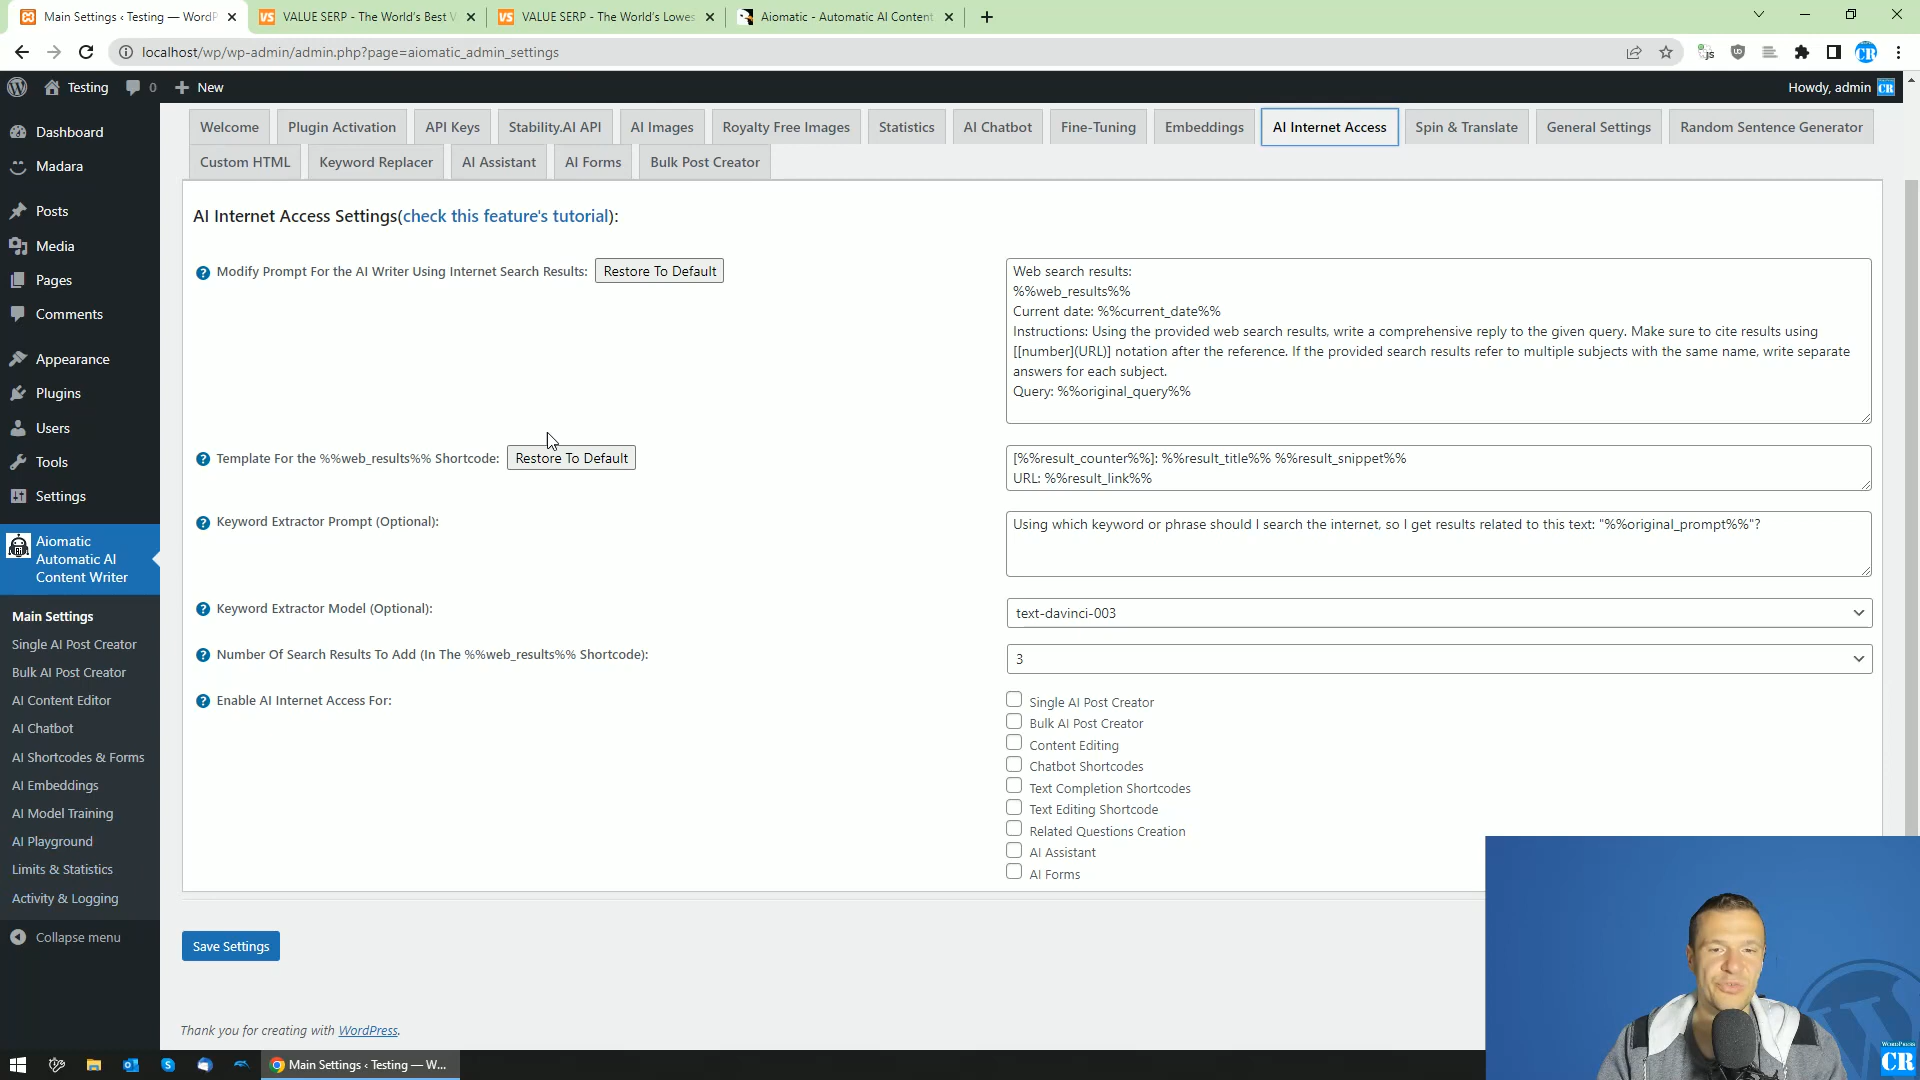 Main Settings ‹ Testing — WordP
VALUE SERP - The World's Best V
VALUE SERP - The World's Lowes
Aiomatic - Automatic AI Content
localhost/wp/wp-admin/admin.php?page=aiomatic_admin_settings
Testing
0
New
Howdy, admin
Dashboard
Madara
Posts
Media
Pages
Comments
Appearance
Plugins
Users
Tools
Settings
Aiomatic
Automatic AI
Content Writer
Main Settings
Single AI Post Creator
Bulk AI Post Creator
AI Content Editor
AI Chatbot
AI Shortcodes & Forms
AI Embeddings
AI Model Training
AI Playground
Limits & Statistics
Activity & Logging
Collapse menu
Welcome
Plugin Activation
API Keys
Stability.AI API
AI Images
Royalty Free Images
Statistics
AI Chatbot
Fine-Tuning
Embeddings
AI Internet Access
Spin & Translate
General Settings
Random Sentence Generator
Custom HTML
Keyword Replacer
AI Assistant
AI Forms
Bulk Post Creator
AI Internet Access Settings(check this feature's tutorial):
Modify Prompt For the AI Writer Using Internet Search Results:
Restore To Default
Web search results:
%%web_results%%
Current date: %%current_date%%
Instructions: Using the provided web search results, write a comprehensive reply to the given query. Make sure to cite results using
[[number](URL)] notation after the reference. If the provided search results refer to multiple subjects with the same name, write separate
answers for each subject.
Query: %%original_query%%
Template For the %%web_results%% Shortcode:
Restore To Default
[%%result_counter%%]: %%result_title%% %%result_snippet%%
URL: %%result_link%%
Keyword Extractor Prompt (Optional):
Using which keyword or phrase should I search the internet, so I get results related to this text: "%%original_prompt%%"?
Keyword Extractor Model (Optional):
text-davinci-003
Number Of Search Results To Add (In The %%web_results%% Shortcode):
3
Enable AI Internet Access For:
Single AI Post Creator
Bulk AI Post Creator
Content Editing
Chatbot Shortcodes
Text Completion Shortcodes
Text Editing Shortcode
Related Questions Creation
AI Assistant
AI Forms
Save Settings
Thank you for creating with WordPress.
Main Settings ‹ Testing — W...
WORDPRESS
CR